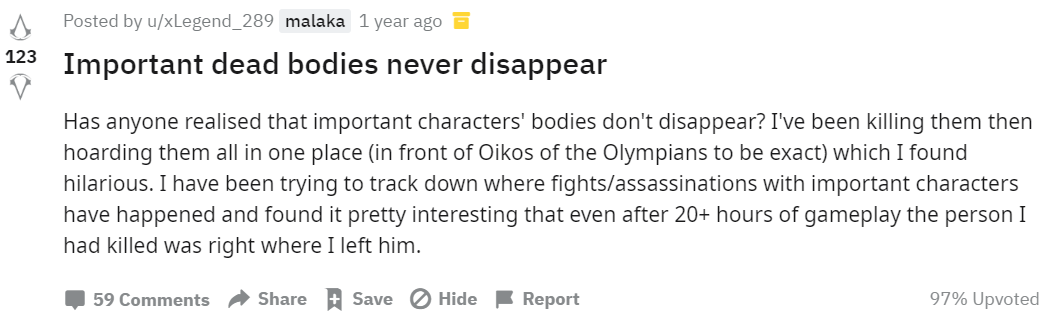 Posted by u/xLegend_289 malaka 1 year ago
123
Important dead bodies never disappear
Has anyone realised that important characters' bodies don't disappear? I've been killing them then
hoarding them all in one place (in front of Oikos of the Olympians to be exact) which I found
hilarious. I have been trying to track down where fights/assassinations with important characters
have happened and found it pretty interesting that even after 20+ hours of gameplay the person I
had killed was right where I left him.
59 Comments Share Save Hide Report 97% Upvoted